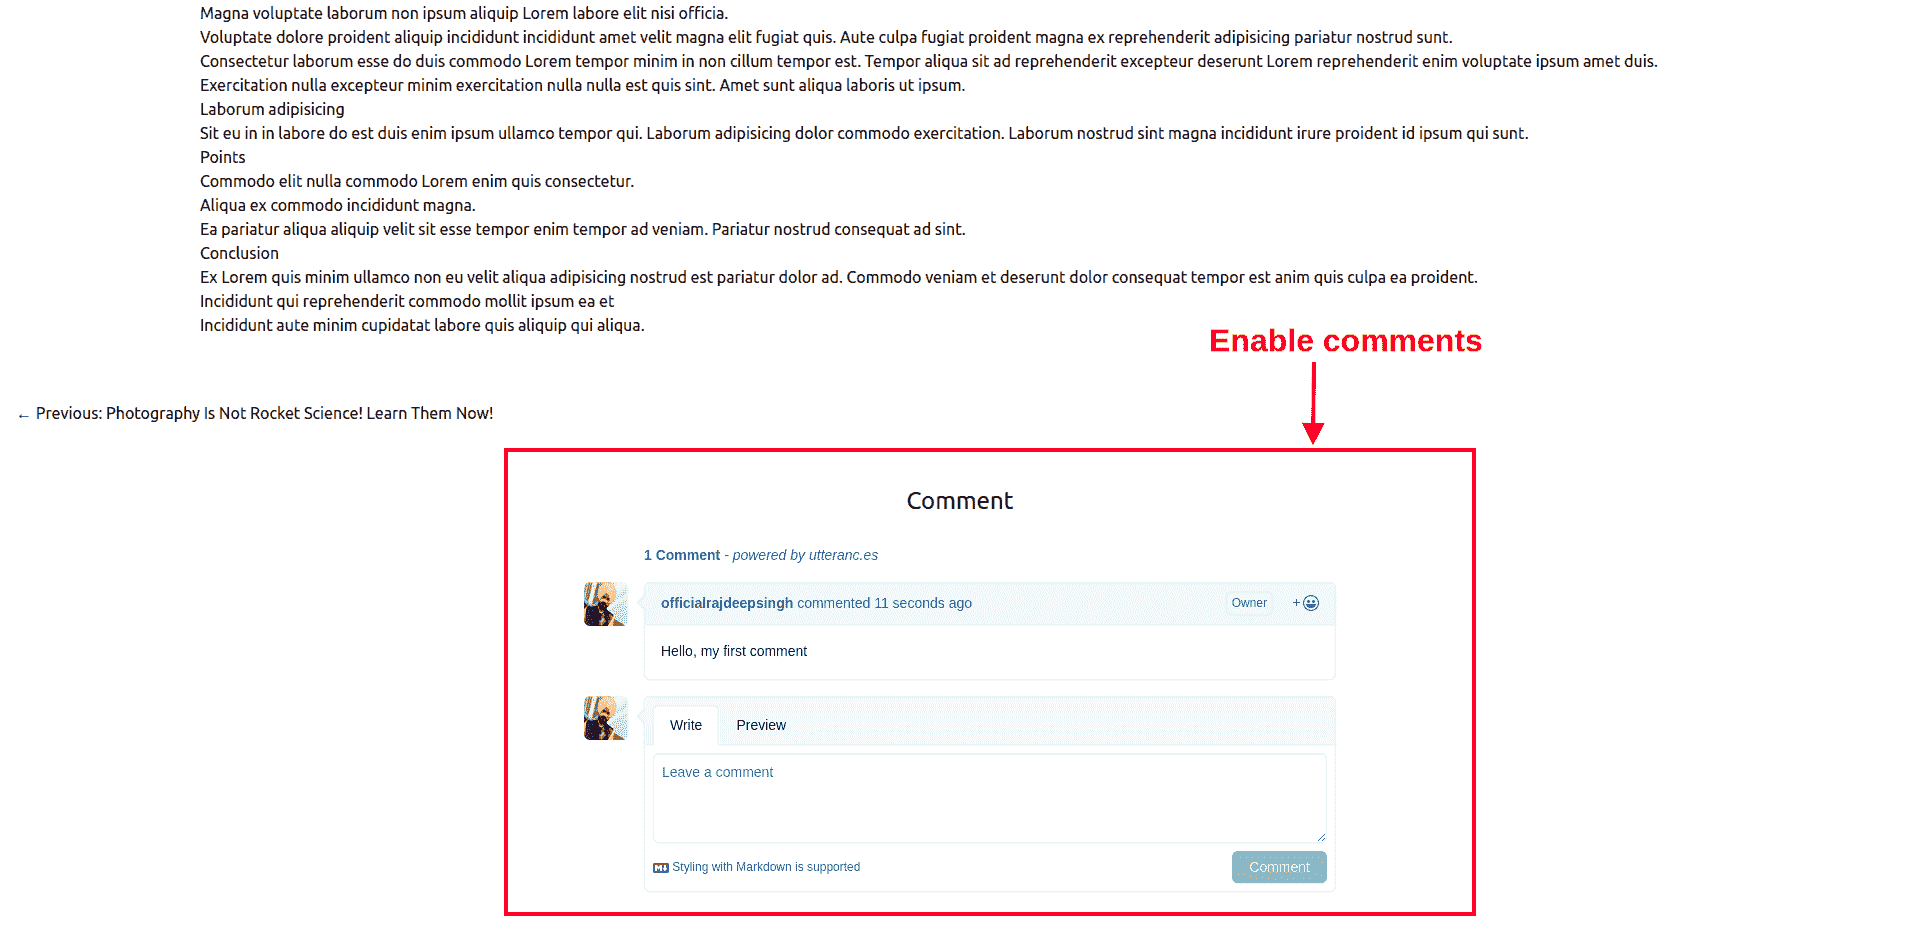 Magna voluptate laborum non ipsum aliquip Lorem labore elit nisi officia.
Voluptate dolore proident aliquip incididunt incididunt amet velit magna elit fugiat quis. Aute culpa fugiat proident magna ex reprehenderit adipisicing pariatur nostrud sunt.
Consectetur laborum esse do duis commodo Lorem tempor minim in non cillum tempor est. Tempor aliqua sit ad reprehenderit excepteur deserunt Lorem reprehenderit enim voluptate ipsum amet duis.
Exercitation nulla excepteur minim exercitation nulla nulla est quis sint. Amet sunt aliqua laboris ut ipsum.
Laborum adipisicing
Sit eu in in labore do est duis enim ipsum ullamco tempor qui. Laborum adipisicing dolor commodo exercitation. Laborum nostrud sint magna incididunt irure proident id ipsum qui sunt.
Points
Commodo elit nulla commodo Lorem enim quis consectetur.
Aliqua ex commodo incididunt magna.
Ea pariatur aliqua aliquip velit sit esse tempor enim tempor ad veniam. Pariatur nostrud consequat ad sint.
Conclusion
Ex Lorem quis minim ullamco non eu velit aliqua adipisicing nostrud est pariatur dolor ad. Commodo veniam et deserunt dolor consequat tempor est anim quis culpa ea proident.
Incididunt qui reprehenderit commodo mollit ipsum ea et
Incididunt aute minim cupidatat labore quis aliquip qui aliqua.
Enable comments
← Previous: Photography Is Not Rocket Science! Learn Them Now!
Comment
1 Comment - powered by utteranc.es
officialrajdeepsingh commented 11 seconds ago Owner +
Hello, my first comment
Write Preview
Leave a comment
Styling with Markdown is supported
Comment